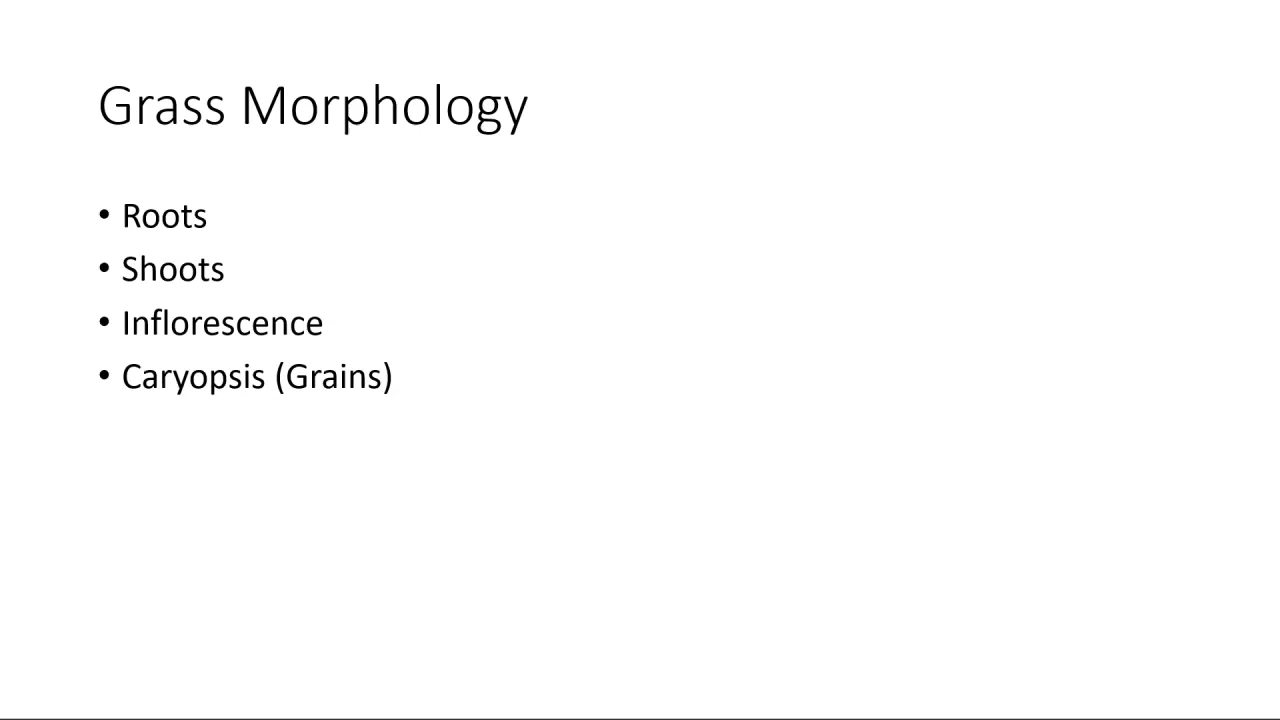 Grass Morphology
• Roots
• Shoots
• Inflorescence
• Caryopsis (Grains)